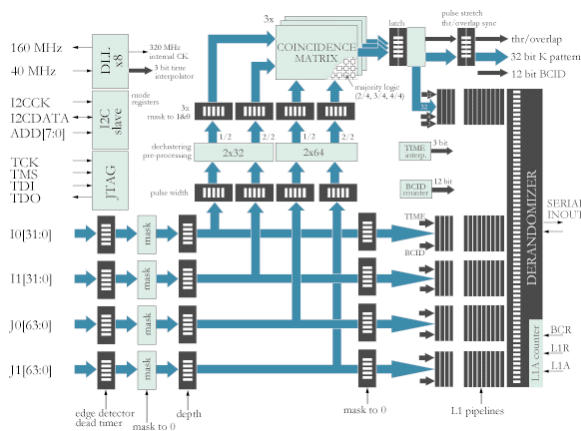 160 MHz
40 MHz
DLL
x8
320 MHz
internal CK
3 bit time
interpolator
I2CCK
I2CDATA
ADD[7:0]
I2C
slave
mode
registers
TCK
TMS
TDI
TDO
JTAG
3x
COINCIDENCE
MATRIX
majority logic
(2/4, 3/4, 4/4)
latch
pulse stretch
thr/overlap sync
thr/overlap
32 bit K pattern
12 bit BCID
32
3x
mask to 1&0
1/2
2/2
1/2
2/2
declustering
pre-processing
2x32
2x64
pulse width
TIME
interp.
3 bit
BCID
counter
12 bit
TIME
BCID
DERANDOMIZER
SERIAL
INOUT
I0[31:0]
mask
I1[31:0]
mask
J0[63:0]
mask
J1[63:0]
mask
L1A counter
BCR
L1R
L1A
edge detector
dead timer
mask to 0
depth
mask to 0
L1 pipelines